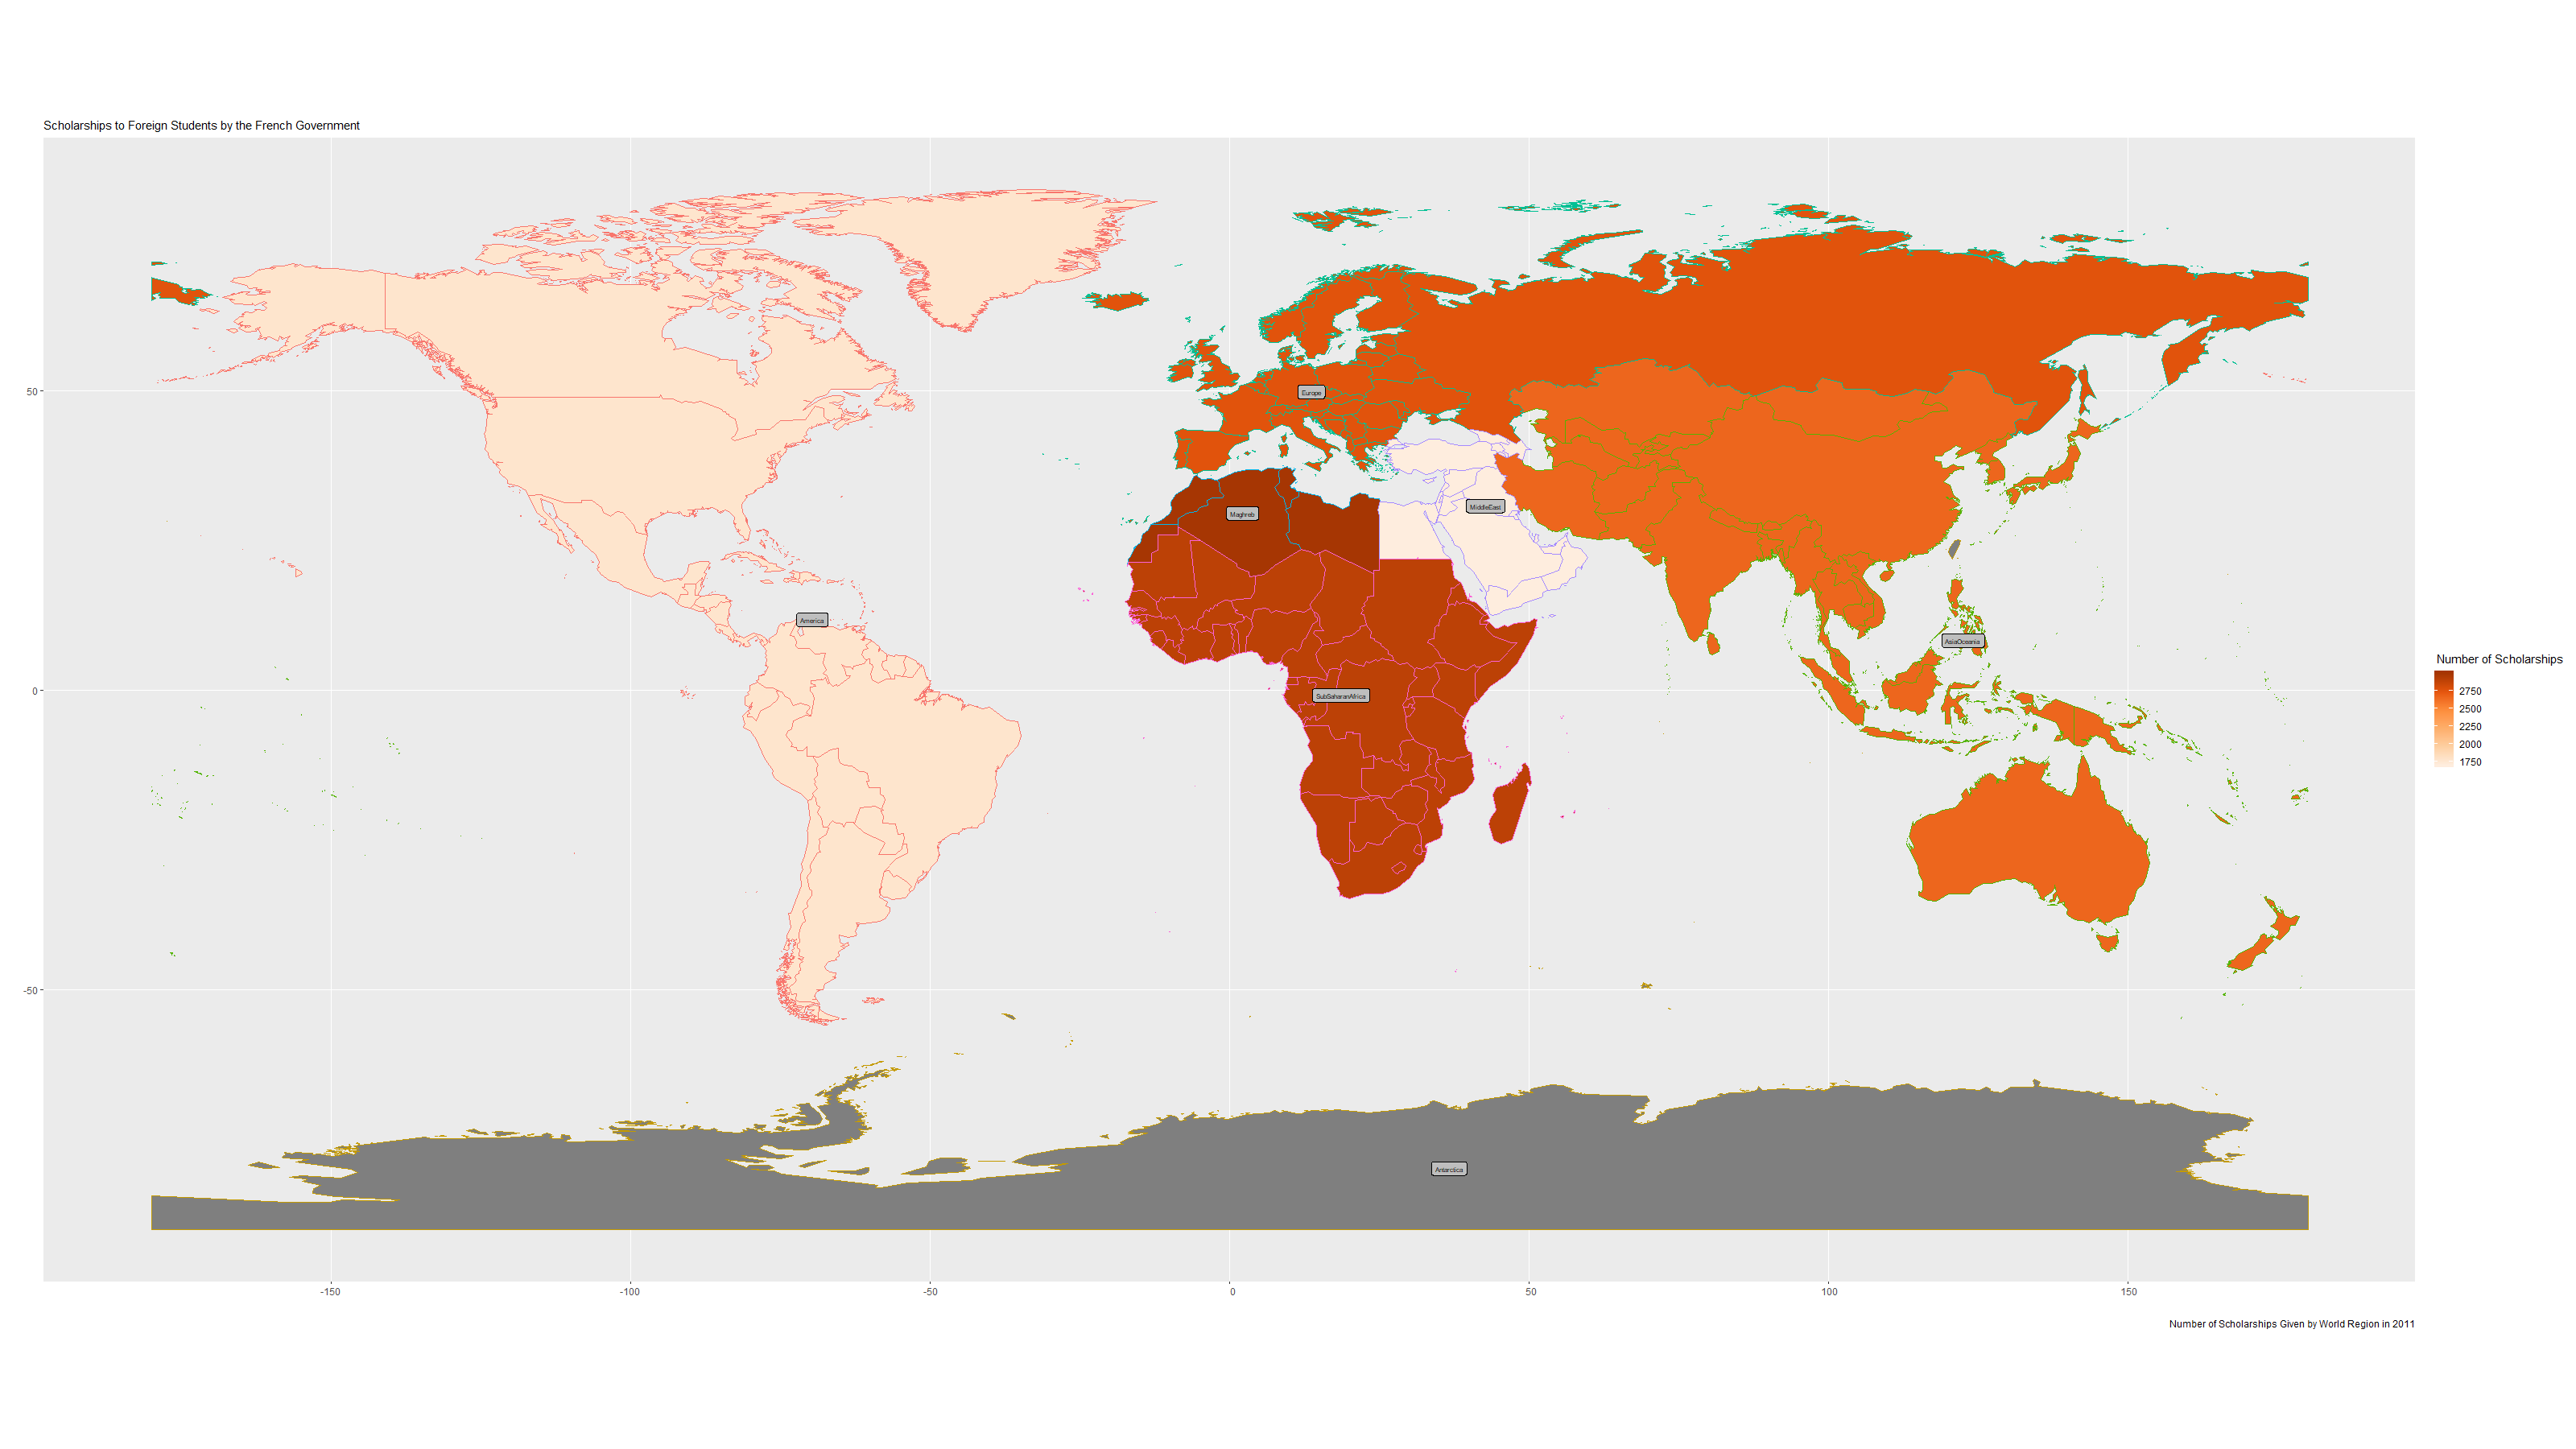 Scholarships to Foreign Students by the French Government
50
0
-50
Europe
Maghreb
MiddleEast
America
AsiaOceania
SubSaharanAfrica
Antarctica
Number of Scholarships
2750
2500
2250
2000
1750
-150
-100
-50
0
50
100
150
Number of Scholarships Given by World Region in 2011